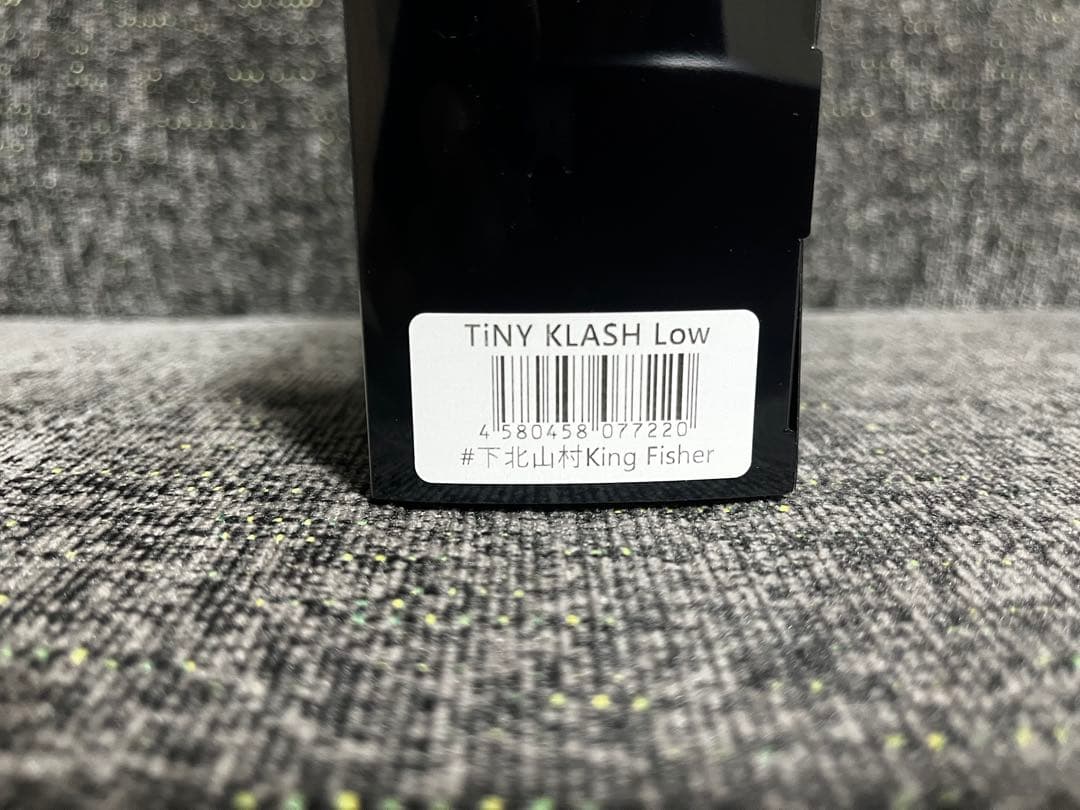 TiNY KLASH Low
4 580458 077220
#下北山村King Fisher